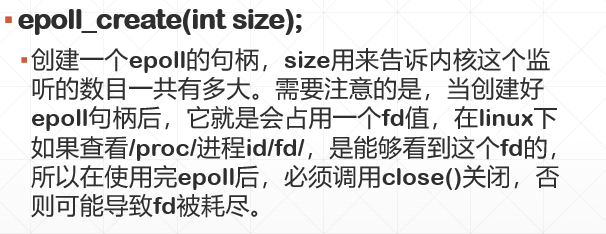 epoll_create(int size);
创建一个epoll的句柄，size用来告诉内核这个监
听的数目一共有多大。需要注意的是，当创建好
epoll句柄后，它就是会占用一个fd值，在linux下
如果查看/proc/进程id/fd/，是能够看到这个fd的，
所以在使用完epoll后，必须调用close()关闭，否
则可能导致fd被耗尽。